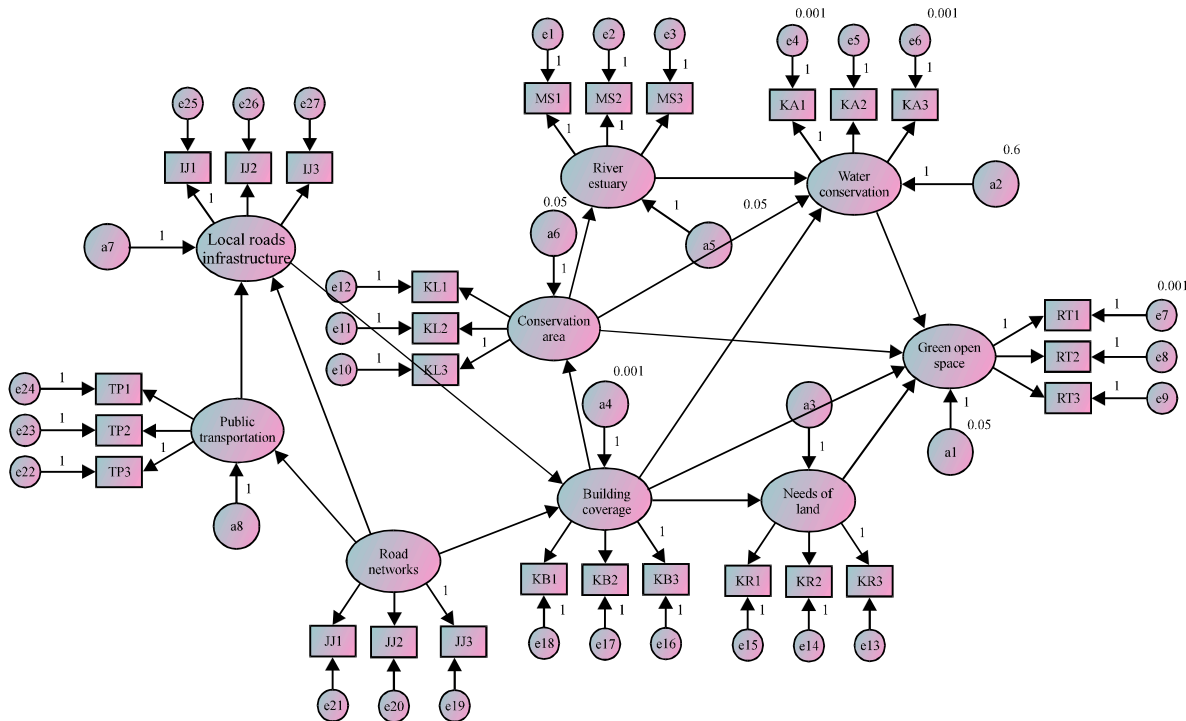 0.001
0.001
e1
e2
e3
e4
e5
e6
1
1
1
1
1
1
MS1
MS2
MS3
KA1
KA2
KA3
e25
e26
e27
1
1
1
IJ1
IJ2
IJ3
River
estuary
Water
conservation
0.6
1
a2
1
0.05
0.05
1
a6
a5
Local roads
infrastructure
a7
1
1
e12
1
KL1
0.001
1
e11
1
KL2
Conservation
area
1
RT1
1
e7
e10
1
KL3
1
Green open
space
RT2
1
e8
RT3
1
e9
e24
1
TP1
0.001
a4
a3
1
0.05
a1
e23
1
TP2
Public
transportation
1
1
e22
1
TP3
1
1
a8
Building
coverage
Needs of
land
Road
networks
1
1
1
KB1
KB2
KB3
KR1
KR2
KR3
1
1
1
1
1
JJ1
JJ2
JJ3
e18
e17
e16
e15
e14
e13
e21
e20
e19